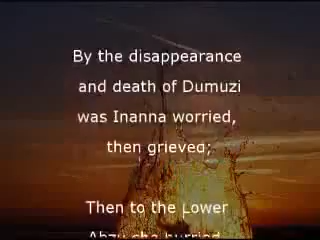 By the disappearance
and death of Dumuzi
was Inanna worried,
then grieved;
Then to the Lower
Abzu she hurried